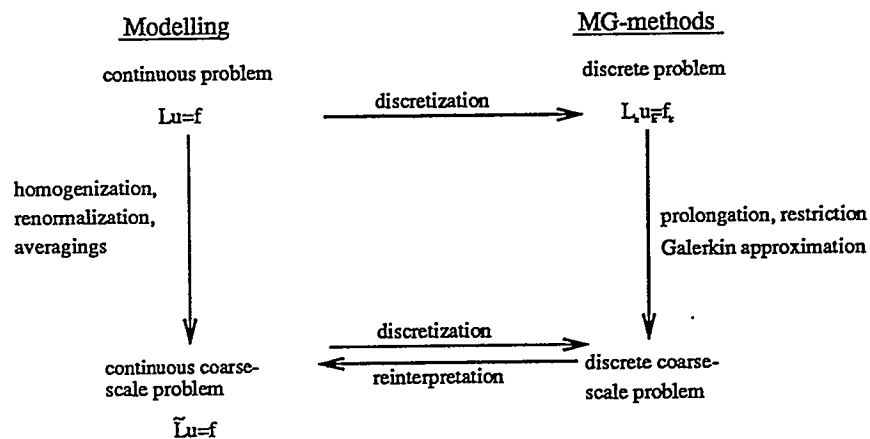 Modelling
MG-methods
continuous problem
discrete problem
Lu=f
discretization
homogenization,
renormalization,
averagings
prolongation, restriction
Galerkin approximation
discretization
continuous coarse-
scale problem
reinterpretation
discrete coarse-
scale problem
L̃u=f